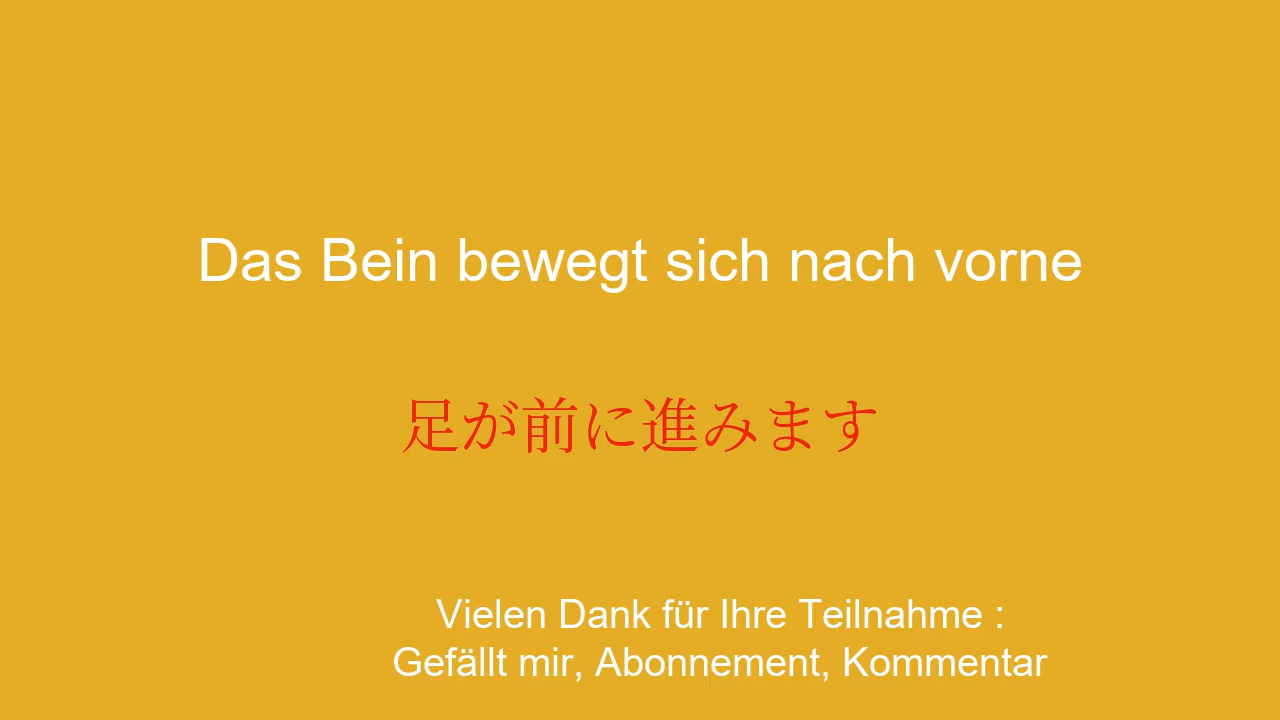 Das Bein bewegt sich nach vorne
足が前に進みます
Vielen Dank für Ihre Teilnahme :
Gefällt mir, Abonnement, Kommentar